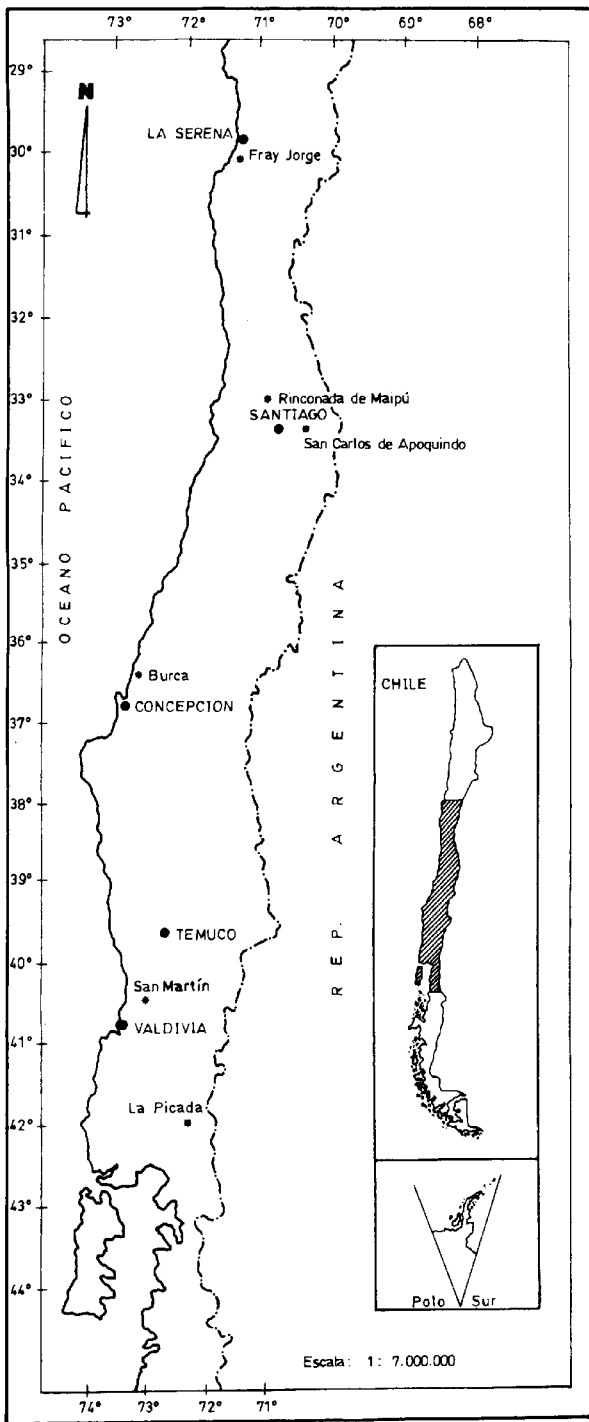 73° 72° 71° 70° 69° 68°
29°
N
LA SERENA
30°
Fray Jorge
31°
32°
Rinconada de Maipú
33°
SANTIAGO
San Carlos de Apoquindo
34°
OCEANO PACIFICO
35°
36°
Burca
CONCEPCION
37°
REP. ARGENTINA
CHILE
38°
39°
TEMUCO
40°
San Martín
VALDIVIA
41°
La Picada
42°
43°
44°
Polo Sur
Escala: 1: 7.000.000
74° 73° 72° 71°